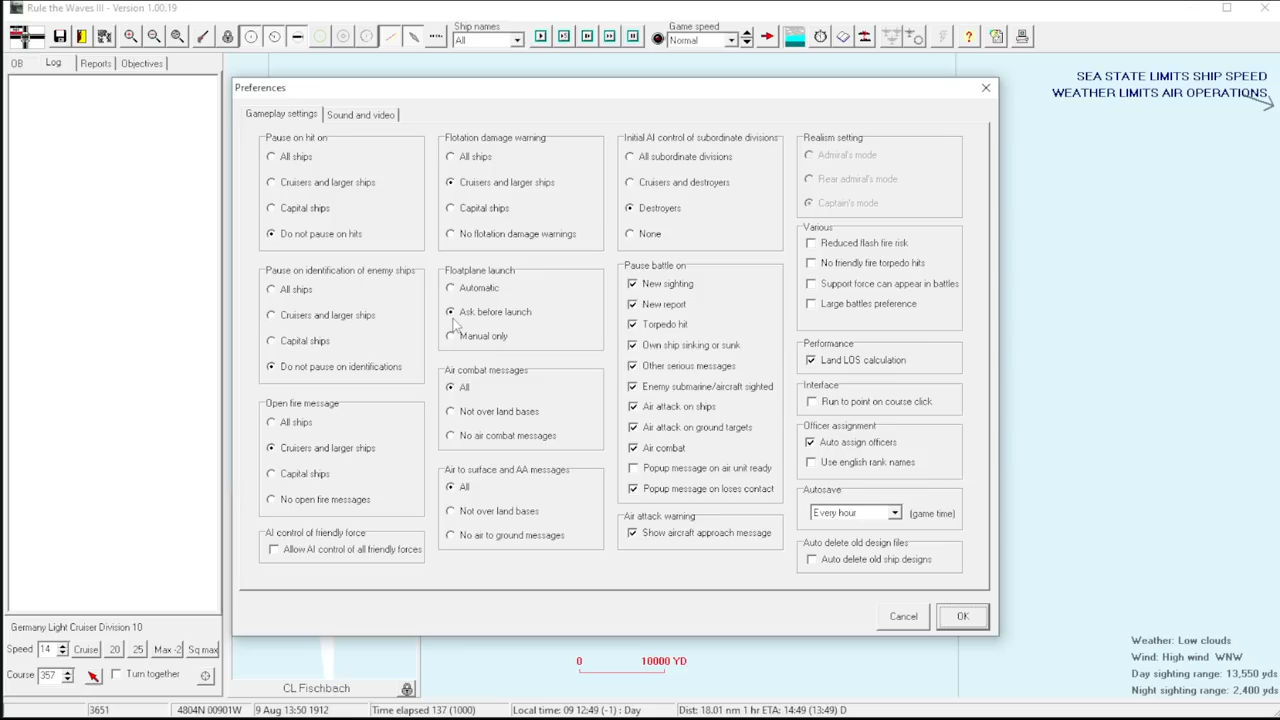 Rule the Waves III - Version 1.00.19
Ship names
All
Game speed
Normal
OB
Log
Reports
Objectives
SEA STATE LIMITS SHIP SPEED
WEATHER LIMITS AIR OPERATIONS
Preferences
Gameplay settings
Sound and video
Pause on hit on
All ships
Cruisers and larger ships
Capital ships
Do not pause on hits
Pause on identification of enemy ships
All ships
Cruisers and larger ships
Capital ships
Do not pause on identifications
Open fire message
All ships
Cruisers and larger ships
Capital ships
No open fire messages
AI control of friendly force
Allow AI control of all friendly forces
Flotation damage warning
All ships
Cruisers and larger ships
Capital ships
No flotation damage warnings
Floatplane launch
Automatic
Ask before launch
Manual only
Air combat messages
All
Not over land bases
No air combat messages
Air to surface and AA messages
All
Not over land bases
No air to ground messages
Initial AI control of subordinate divisions
All subordinate divisions
Cruisers and destroyers
Destroyers
None
Pause battle on
New sighting
New report
Torpedo hit
Own ship sinking or sunk
Other serious messages
Enemy submarine/aircraft sighted
Air attack on ships
Air attack on ground targets
Air combat
Popup message on air unit ready
Popup message on loses contact
Air attack warning
Show aircraft approach message
Realism setting
Admiral's mode
Rear admiral's mode
Captain's mode
Various
Reduced flash fire risk
No friendly fire torpedo hits
Support force can appear in battles
Large battles preference
Performance
Land LOS calculation
Interface
Run to point on course click
Officer assignment
Auto assign officers
Use english rank names
Autosave
Every hour (game time)
Auto delete old design files
Auto delete old ship designs
Cancel
OK
Germany Light Cruiser Division 10
Speed 14 Cruise 20 25 Max -2 Sq max
Course 357 Turn together
CL Fischbach
0 10000 YD
Weather: Low clouds
Wind: High wind WNW
Day sighting range: 13,550 yds
Night sighting range: 2,400 yds
3651 4804N 00901W 9 Aug 13:50 1912 Time elapsed 137 (1000) Local time: 09 12:49 (-1) : Day Dist: 18.01 nm 1 hr ETA: 14:49 (13:49) D